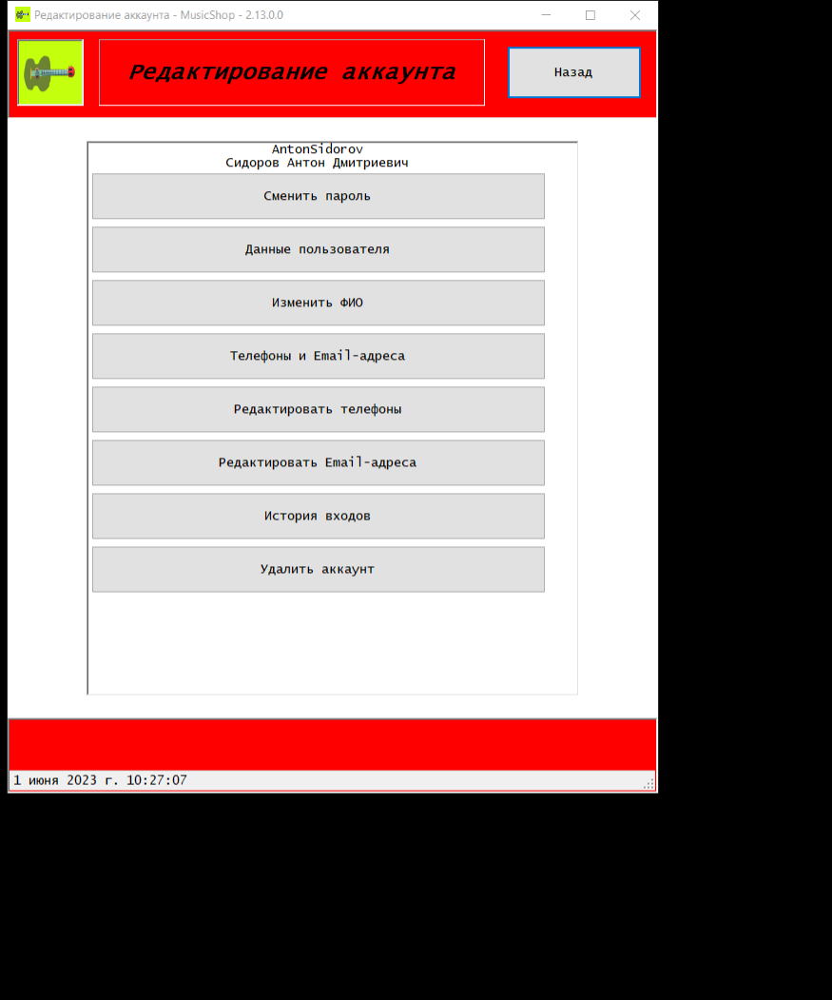 Редактирование аккаунта - MusicShop - 2.13.0.0
Редактирование аккаунта
Назад
AntonSidorov
Сидоров Антон Дмитриевич
Сменить пароль
Данные пользователя
Изменить ФИО
Телефоны и Email-адреса
Редактировать телефоны
Редактировать Email-адреса
История входов
Удалить аккаунт
1 июня 2023 г. 10:27:07